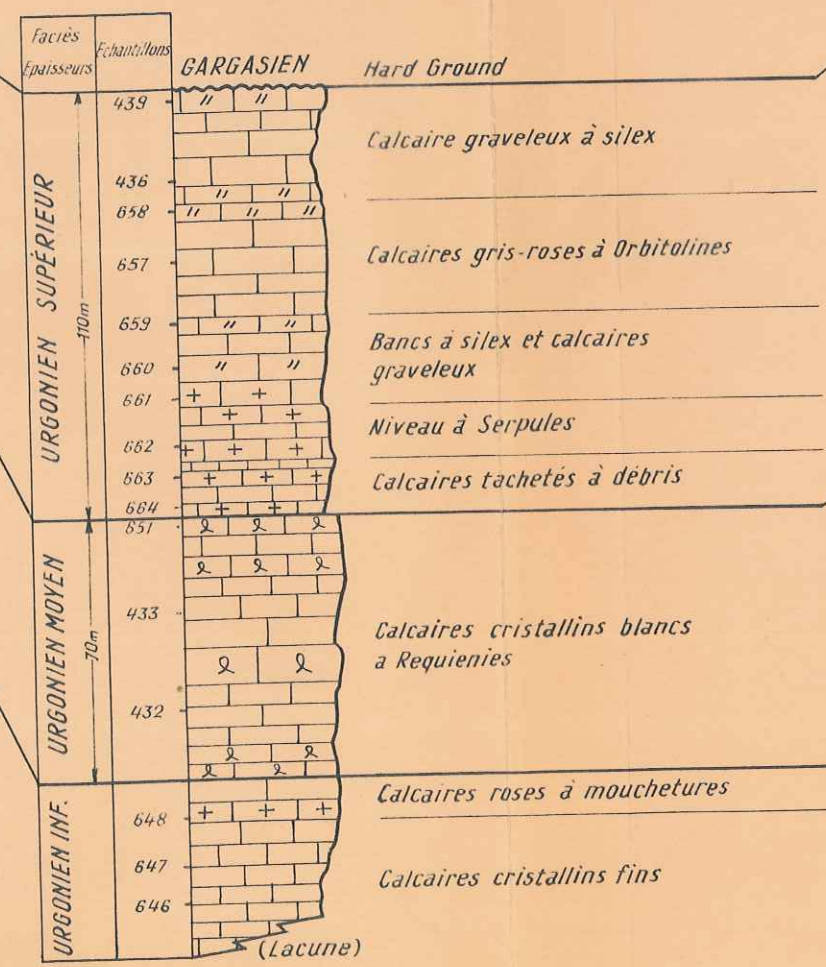 Faciès
Epaisseurs
Echantillons
GARGASIEN
Hard Ground
URGONIEN SUPÉRIEUR
110m
439
436
658
657
659
660
661
662
663
664
Calcaire graveleux à silex
Calcaires gris-roses à Orbitolines
Bancs à silex et calcaires
graveleux
Niveau à Serpules
Calcaires tachetés à débris
URGONIEN MOYEN
70m
651
433
432
Calcaires cristallins blancs
a Requienies
URGONIEN INF.
648
647
646
Calcaires roses à mouchetures
Calcaires cristallins fins
(Lacune)